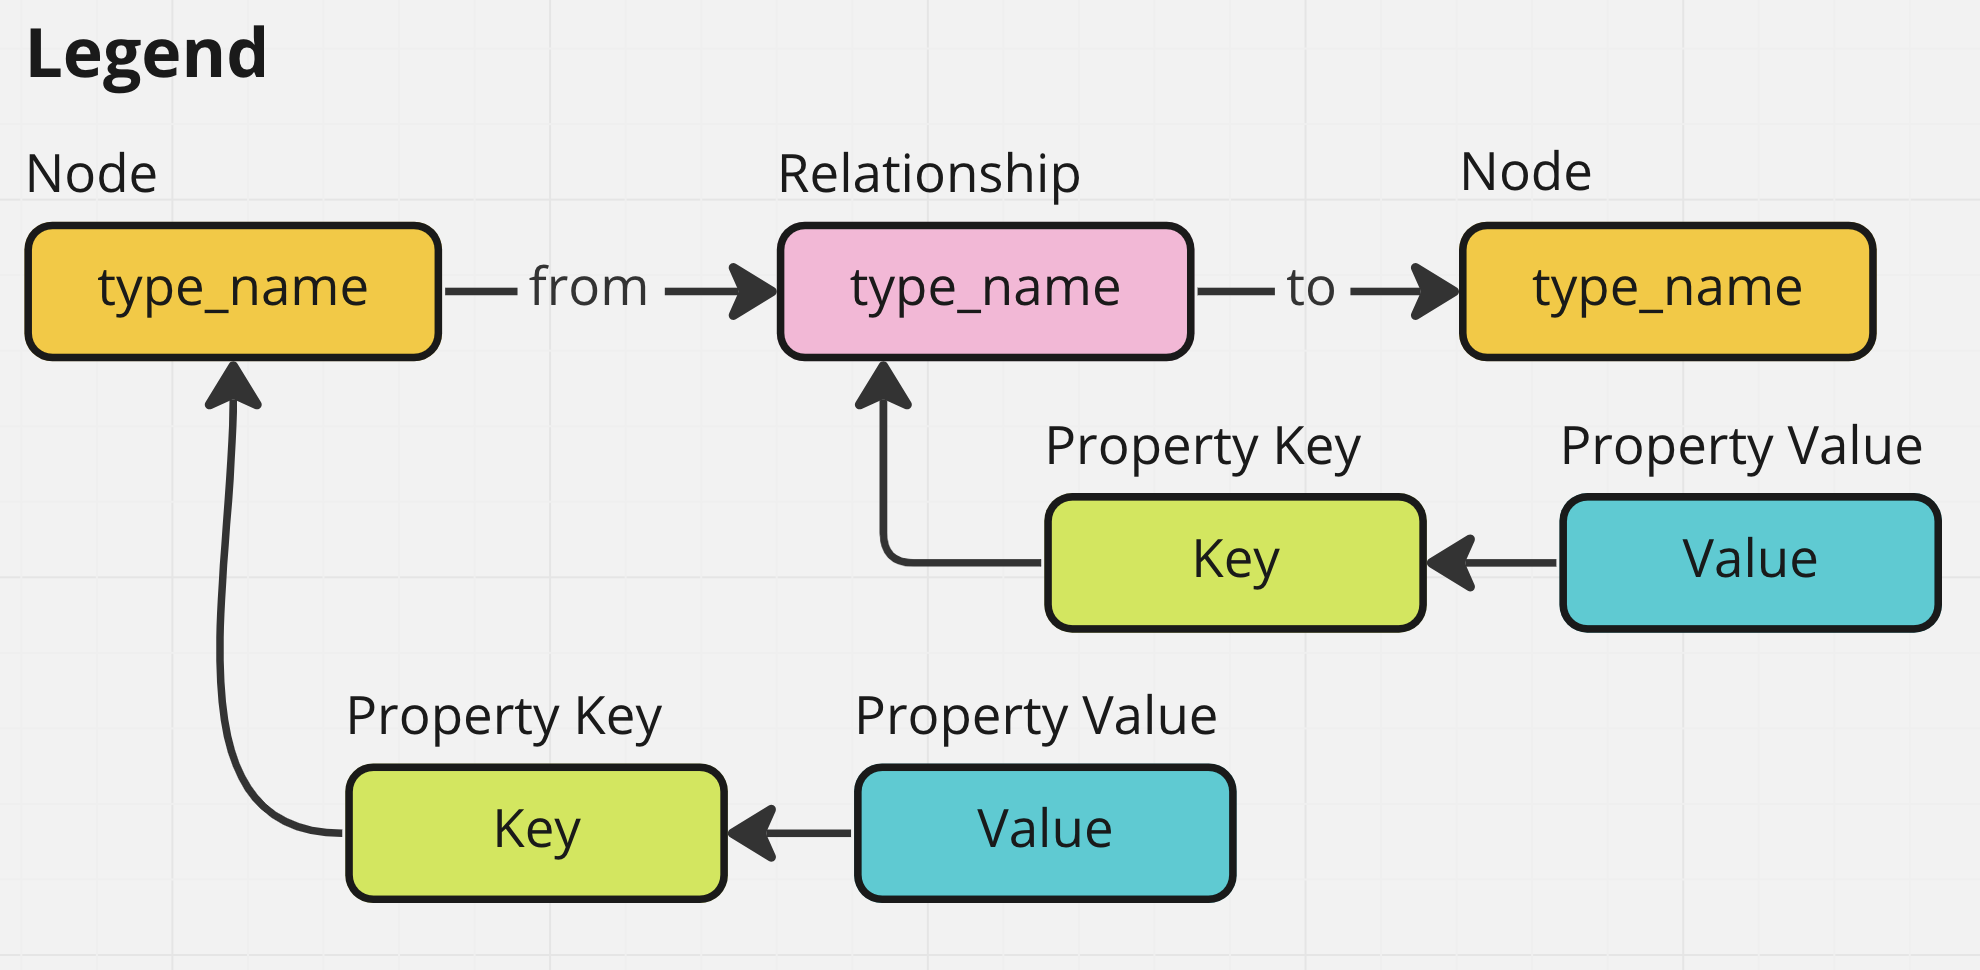 Legend
Node
Relationship
Node
type_name
from
type_name
to
type_name
Property Key
Property Value
Key
Value
Property Key
Property Value
Key
Value